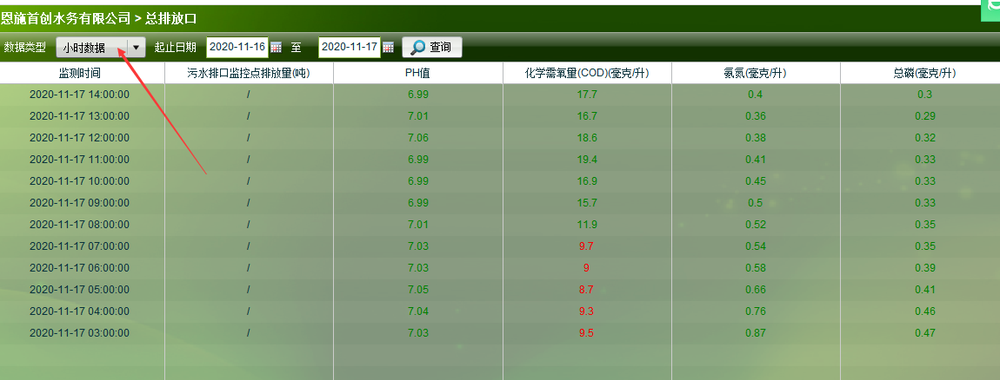 恩施首创水务有限公司 > 总排放口
数据类型 小时数据 起止日期 2020-11-16 至 2020-11-17 查询
监测时间 污水排口监控点排放量(吨) PH值 化学需氧量(COD)(毫克/升) 氨氮(毫克/升) 总磷(毫克/升)
2020-11-17 14:00:00 / 6.99 17.7 0.4 0.3
2020-11-17 13:00:00 / 7.01 16.7 0.36 0.29
2020-11-17 12:00:00 / 7.06 18.6 0.38 0.32
2020-11-17 11:00:00 / 6.99 19.4 0.41 0.33
2020-11-17 10:00:00 / 6.99 16.9 0.45 0.33
2020-11-17 09:00:00 / 6.99 15.7 0.5 0.33
2020-11-17 08:00:00 / 7.01 11.9 0.52 0.35
2020-11-17 07:00:00 / 7.03 9.7 0.54 0.35
2020-11-17 06:00:00 / 7.03 9 0.58 0.39
2020-11-17 05:00:00 / 7.05 8.7 0.66 0.41
2020-11-17 04:00:00 / 7.04 9.3 0.76 0.46
2020-11-17 03:00:00 / 7.03 9.5 0.87 0.47